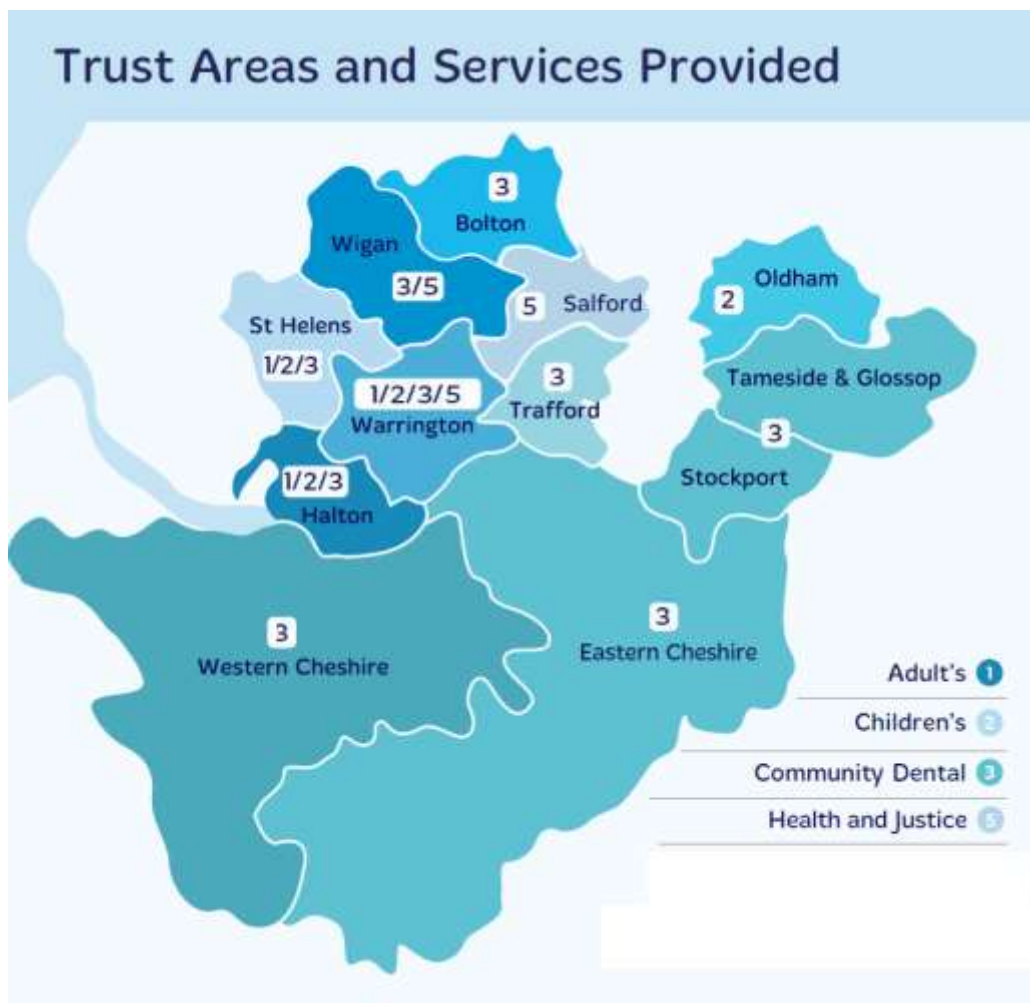 Trust Areas and Services Provided
3
Bolton
Wigan
3/5
5 Salford
2
Oldham
St Helens
1/2/3
1/2/3/5
Warrington
3
Trafford
Tameside & Glossop
3
Stockport
1/2/3
Halton
3
Western Cheshire
3
Eastern Cheshire
Adult's 1
Children's 2
Community Dental 3
Health and Justice 5